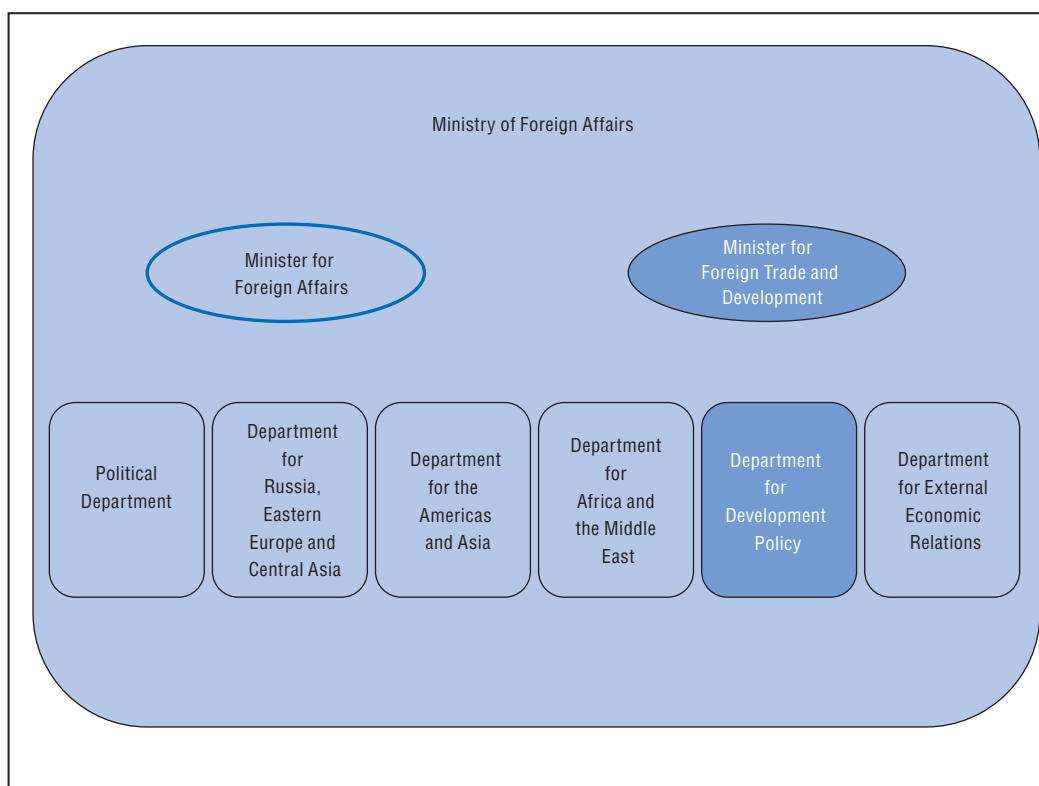 Ministry of Foreign Affairs
Minister for
Foreign Affairs
Minister for
Foreign Trade and
Development
Political
Department
Department
for
Russia,
Eastern
Europe and
Central Asia
Department
for the
Americas
and Asia
Department
for
Africa and
the Middle
East
Department
for
Development
Policy
Department
for External
Economic
Relations